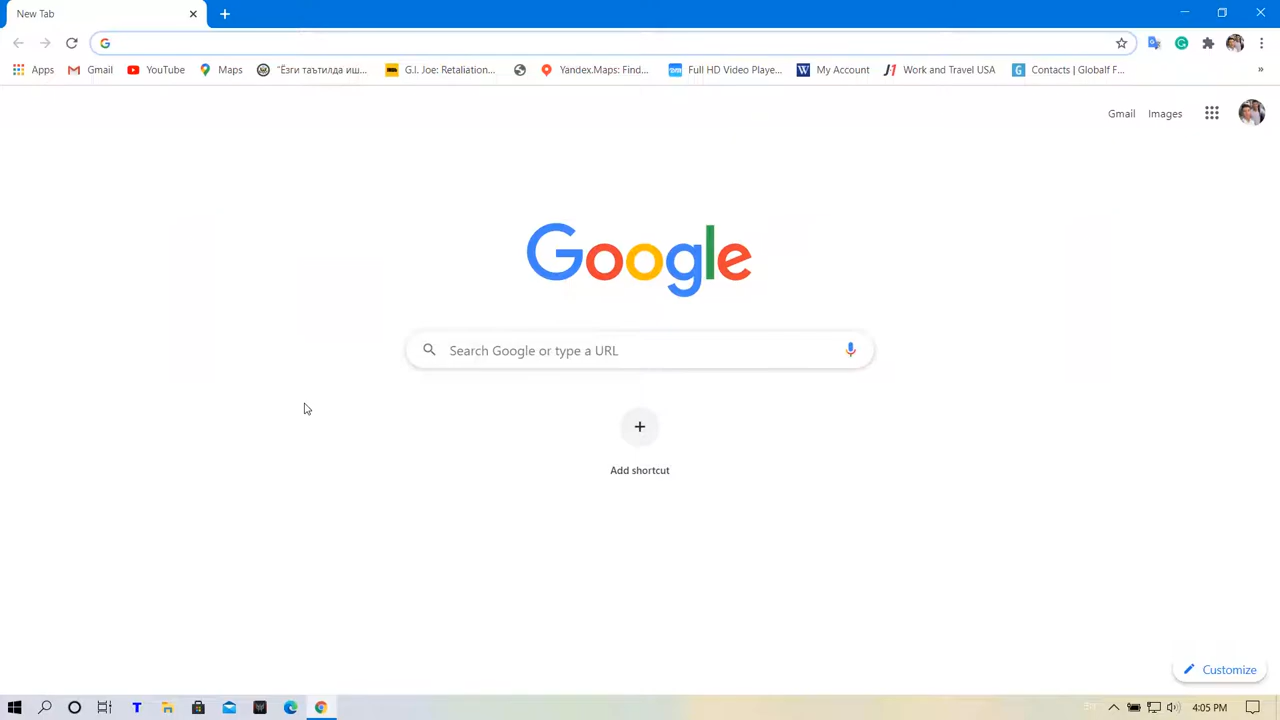 New Tab
Apps Gmail YouTube Maps "Ёзги таътилда иш... G.I. Joe: Retaliation... Yandex.Maps: Find... Full HD Video Playe... My Account Work and Travel USA Contacts | Globalf F... »
Gmail Images
Google
Search Google or type a URL
Add shortcut
Customize
4:05 PM